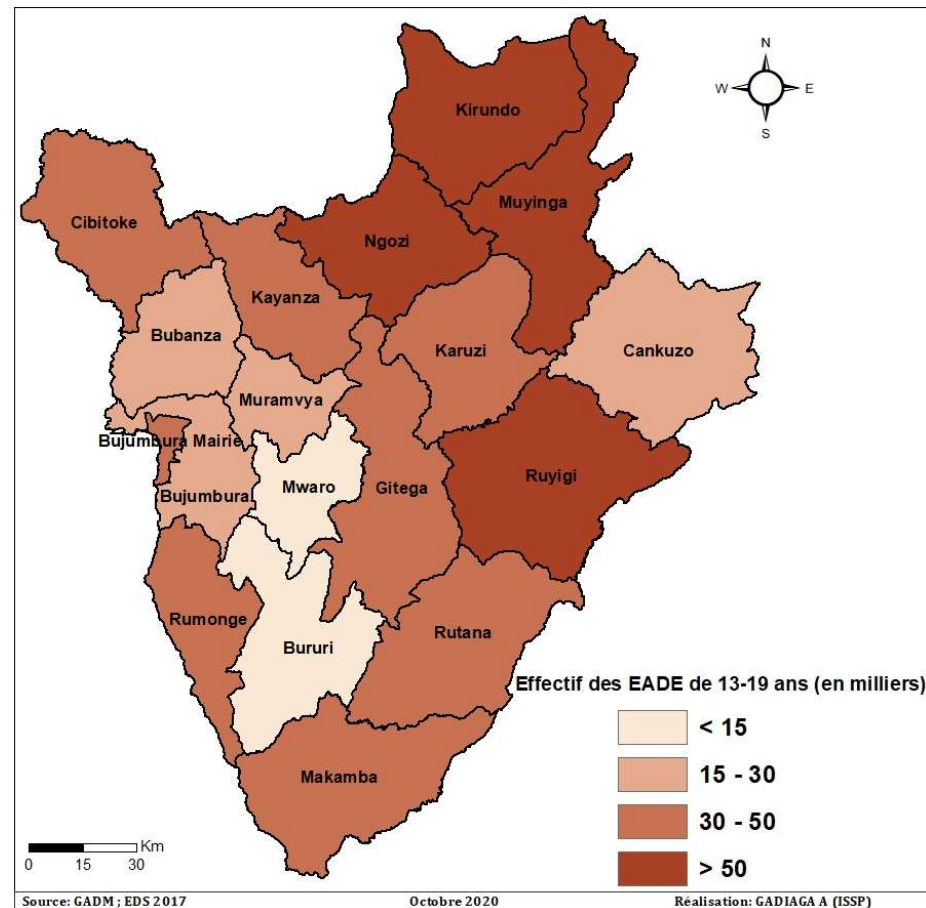 N
W E
S
Kirundo
Muyinga
Cibitoke
Ngozi
Kayanza
Bubanza
Karuzi
Cankuzo
Muramvya
Bujumbura Mairie
Mwaro
Gitega
Ruyigi
Bujumbura
Rumonge
Rutana
Bururi
Makamba
Effectif des EADE de 13-19 ans (en milliers)
< 15
15 - 30
30 - 50
> 50
Km
0 15 30
Source: GADM ; EDS 2017 Octobre 2020 Réalisation: GADIAGA A (ISSP)